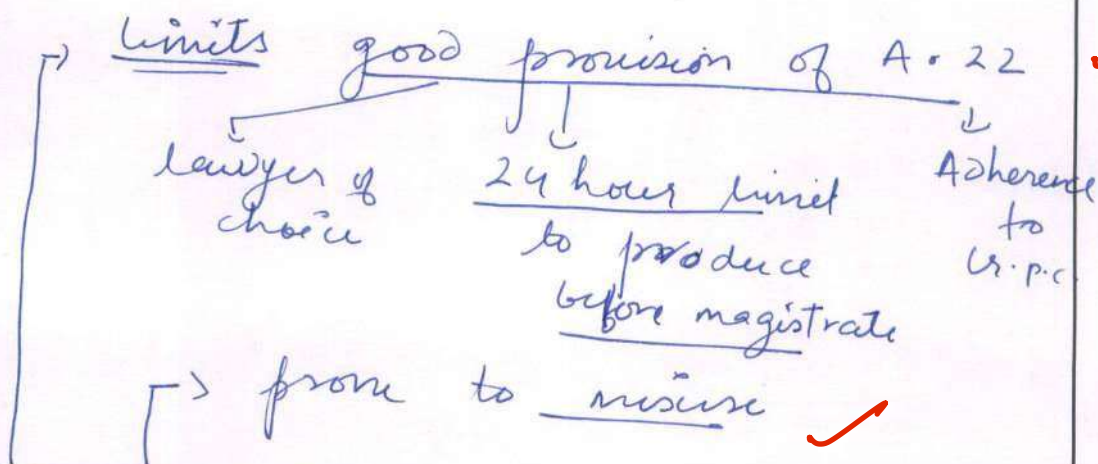 → Limits good provision of A. 22
lawyer of choice
24 hour limit
to produce
before magistrate
Adherence
to
Cr.p.c.
→ prone to misuse